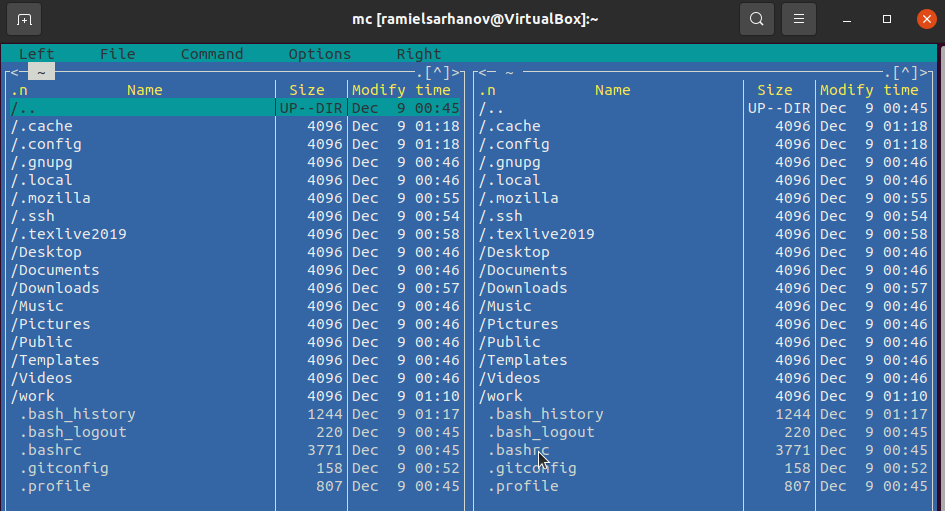 mc [ramielsarhanov@VirtualBox]:~
Left File Command Options Right
<─ ~ ─.[^]>
.n Name Size Modify time
/.. UP--DIR Dec 9 00:45
/.cache 4096 Dec 9 01:18
/.config 4096 Dec 9 01:18
/.gnupg 4096 Dec 9 00:46
/.local 4096 Dec 9 00:46
/.mozilla 4096 Dec 9 00:55
/.ssh 4096 Dec 9 00:54
/.texlive2019 4096 Dec 9 00:58
/Desktop 4096 Dec 9 00:46
/Documents 4096 Dec 9 00:46
/Downloads 4096 Dec 9 00:57
/Music 4096 Dec 9 00:46
/Pictures 4096 Dec 9 00:46
/Public 4096 Dec 9 00:46
/Templates 4096 Dec 9 00:46
/Videos 4096 Dec 9 00:46
/work 4096 Dec 9 01:10
.bash_history 1244 Dec 9 01:17
.bash_logout 220 Dec 9 00:45
.bashrc 3771 Dec 9 00:45
.gitconfig 158 Dec 9 00:52
.profile 807 Dec 9 00:45
<─ ~ ─.[^]>
.n Name Size Modify time
/.. UP--DIR Dec 9 00:45
/.cache 4096 Dec 9 01:18
/.config 4096 Dec 9 01:18
/.gnupg 4096 Dec 9 00:46
/.local 4096 Dec 9 00:46
/.mozilla 4096 Dec 9 00:55
/.ssh 4096 Dec 9 00:54
/.texlive2019 4096 Dec 9 00:58
/Desktop 4096 Dec 9 00:46
/Documents 4096 Dec 9 00:46
/Downloads 4096 Dec 9 00:57
/Music 4096 Dec 9 00:46
/Pictures 4096 Dec 9 00:46
/Public 4096 Dec 9 00:46
/Templates 4096 Dec 9 00:46
/Videos 4096 Dec 9 00:46
/work 4096 Dec 9 01:10
.bash_history 1244 Dec 9 01:17
.bash_logout 220 Dec 9 00:45
.bashrc 3771 Dec 9 00:45
.gitconfig 158 Dec 9 00:52
.profile 807 Dec 9 00:45